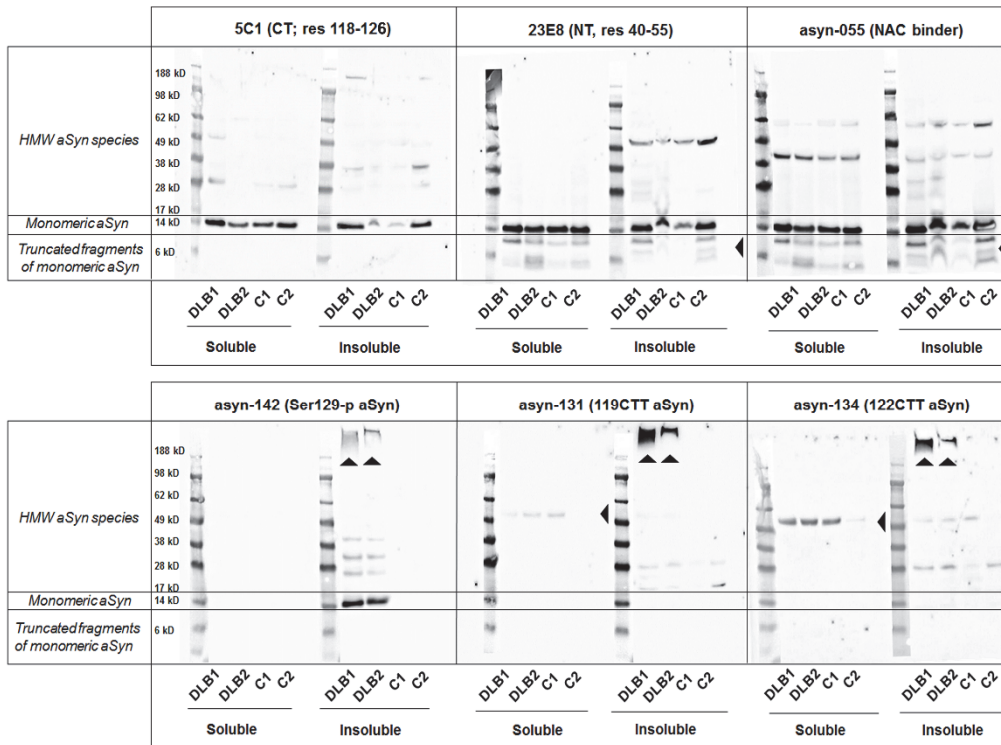 5C1 (CT; res 118-126)
23E8 (NT, res 40-55)
asyn-055 (NAC binder)
188 kD
98 kD
62 kD
HMW aSyn species
49 kD
38 kD
28 kD
17 kD
Monomeric aSyn
14 kD
Truncated fragments of monomeric aSyn
6 kD
DLB1 DLB2 C1 C2 DLB1 DLB2 C1 C2 DLB1 DLB2 C1 C2 DLB1 DLB2 C1 C2 DLB1 DLB2 C1 C2 DLB1 DLB2 C1 C2
Soluble Insoluble Soluble Insoluble Soluble Insoluble
asyn-142 (Ser129-p aSyn)
asyn-131 (119CTT aSyn)
asyn-134 (122CTT aSyn)
188 kD
98 kD
62 kD
HMW aSyn species
49 kD
38 kD
28 kD
17 kD
Monomeric aSyn
14 kD
Truncated fragments of monomeric aSyn
6 kD
DLB1 DLB2 C1 C2 DLB1 DLB2 C1 C2 DLB1 DLB2 C1 C2 DLB1 DLB2 C1 C2 DLB1 DLB2 C1 C2 DLB1 DLB2 C1 C2
Soluble Insoluble Soluble Insoluble Soluble Insoluble